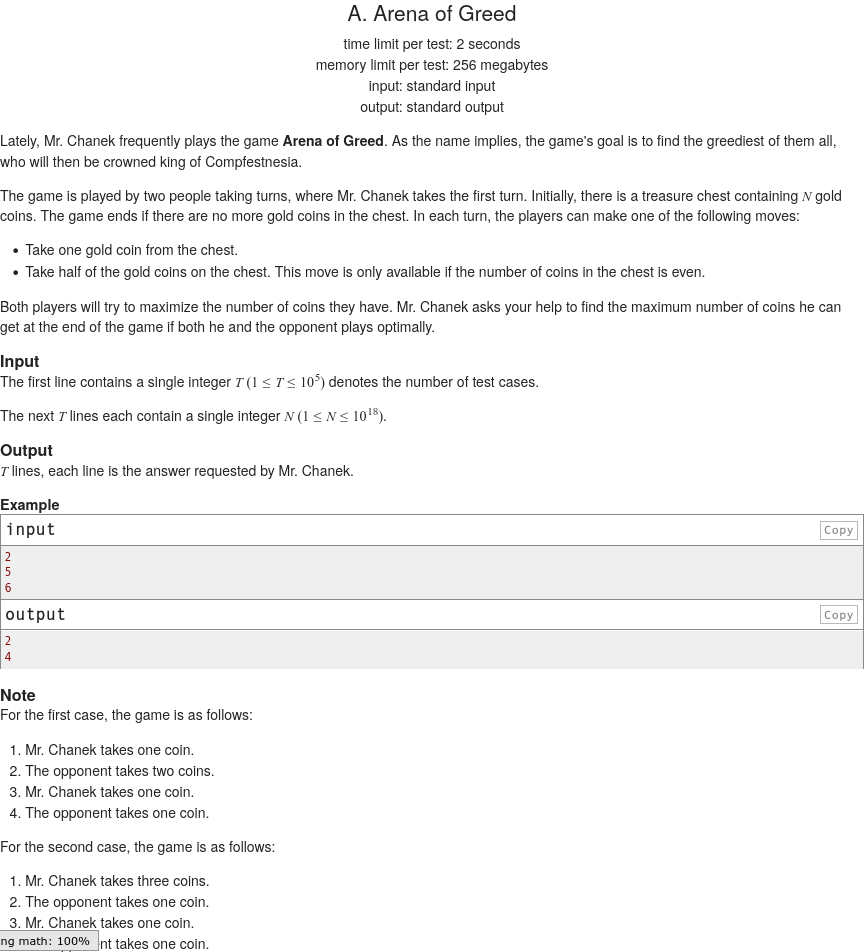 A. Arena of Greed
time limit per test: 2 seconds
memory limit per test: 256 megabytes
input: standard input
output: standard output
Lately, Mr. Chanek frequently plays the game Arena of Greed. As the name implies, the game's goal is to find the greediest of them all,
who will then be crowned king of Compfestnesia.
The game is played by two people taking turns, where Mr. Chanek takes the first turn. Initially, there is a treasure chest containing N gold
coins. The game ends if there are no more gold coins in the chest. In each turn, the players can make one of the following moves:
• Take one gold coin from the chest.
• Take half of the gold coins on the chest. This move is only available if the number of coins in the chest is even.
Both players will try to maximize the number of coins they have. Mr. Chanek asks your help to find the maximum number of coins he can
get at the end of the game if both he and the opponent plays optimally.
Input
The first line contains a single integer T (1 ≤ T ≤ 10⁵) denotes the number of test cases.
The next T lines each contain a single integer N (1 ≤ N ≤ 10¹⁸).
Output
T lines, each line is the answer requested by Mr. Chanek.
Example
input Copy
2
5
6
output Copy
2
4
Note
For the first case, the game is as follows:
1. Mr. Chanek takes one coin.
2. The opponent takes two coins.
3. Mr. Chanek takes one coin.
4. The opponent takes one coin.
For the second case, the game is as follows:
1. Mr. Chanek takes three coins.
2. The opponent takes one coin.
3. Mr. Chanek takes one coin.
ng math: 100% nt takes one coin.